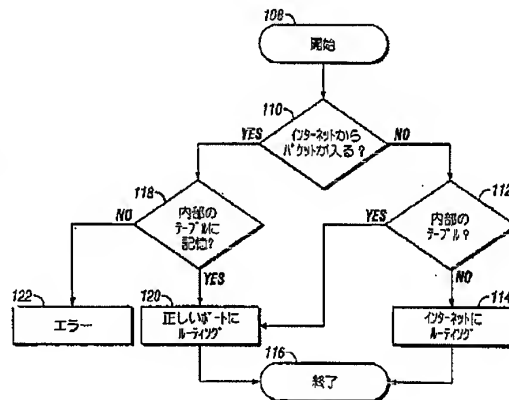 108
開始
110
インターネットから
パケットが入る?
YES
NO
118
内部の
テーブルに
記憶?
NO
YES
112
内部の
テーブル?
YES
NO
122
エラー
120
正しいポートに
ルーティング
114
インターネットに
ルーティング
116
終了